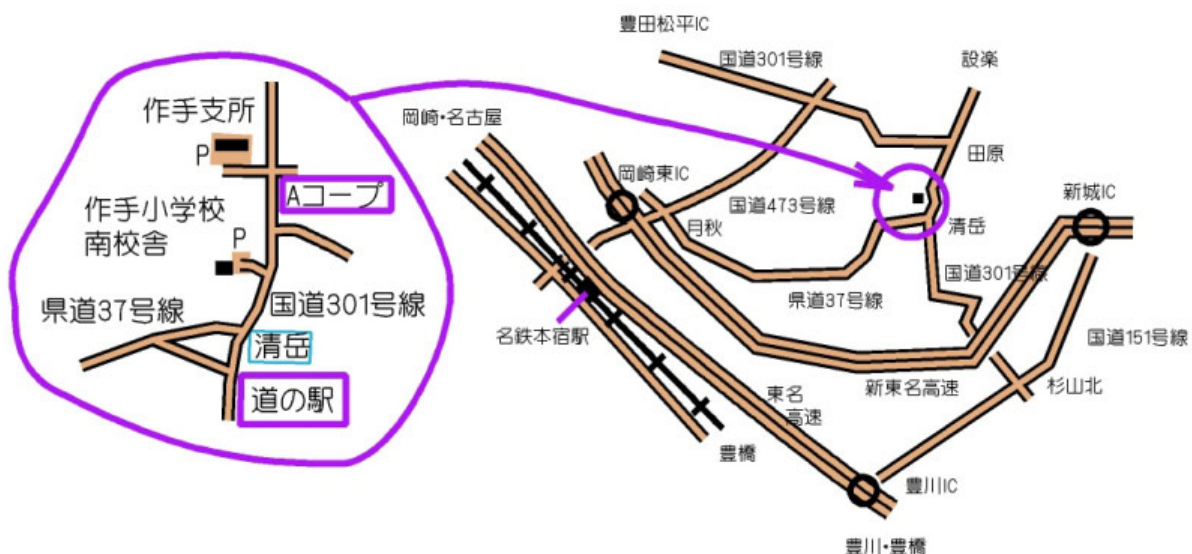 作手支所
P
Aコープ
作手小学校
南校舎
P
県道37号線
国道301号線
清岳
道の駅
豊田松平IC
国道301号線
設楽
岡崎・名古屋
田原
岡崎東IC
新城IC
国道473号線
月秋
清岳
国道301号線
県道37号線
名鉄本宿駅
国道151号線
新東名高速
杉山北
東名
高速
豊橋
豊川IC
豊川・豊橋